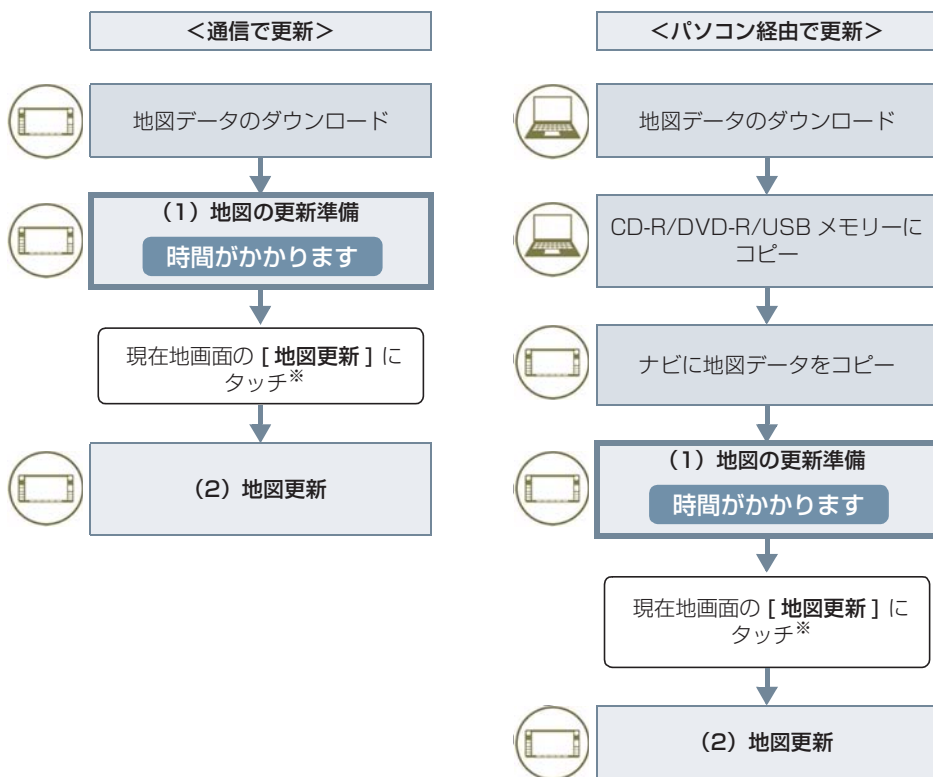 ＜通信で更新＞
地図データのダウンロード
（1）地図の更新準備
時間がかかります
現在地画面の [ 地図更新 ] に
タッチ※
（2）地図更新
＜パソコン経由で更新＞
地図データのダウンロード
CD-R/DVD-R/USB メモリーに
コピー
ナビに地図データをコピー
（1）地図の更新準備
時間がかかります
現在地画面の [ 地図更新 ] に
タッチ※
（2）地図更新